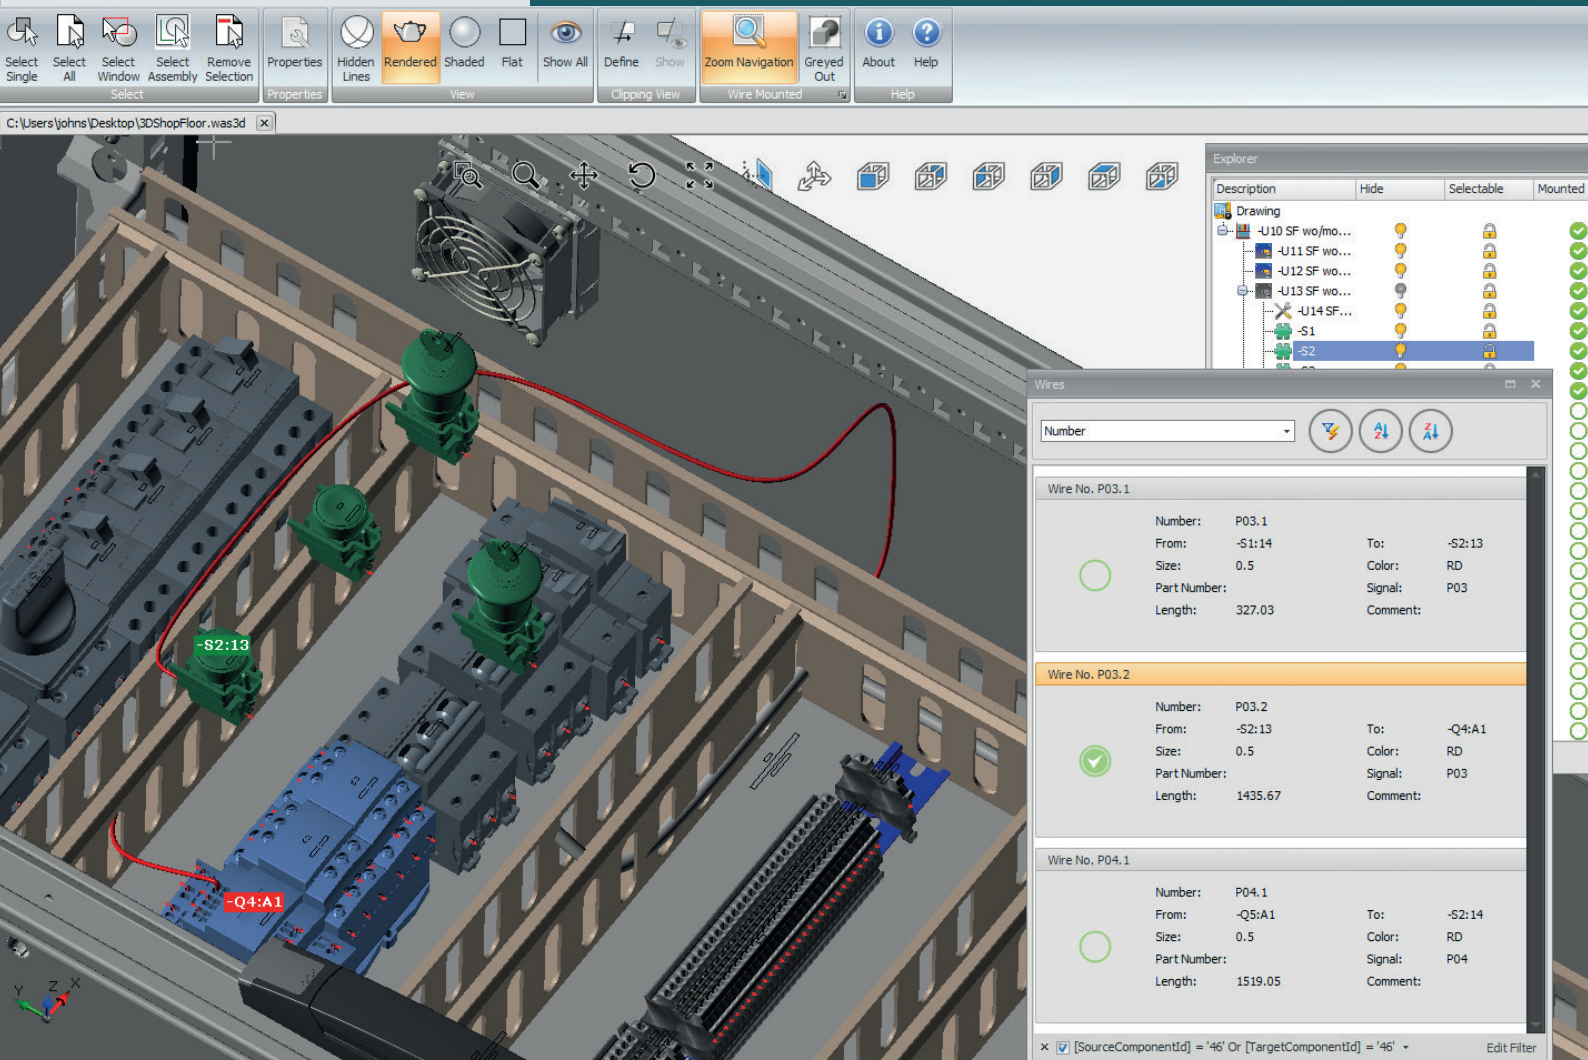 Select Single
Select All
Select Window
Select Assembly
Remove Selection
Select
Properties
Properties
Hidden Lines
Rendered
Shaded
Flat
Show All
View
Define
Show
Clipping View
Zoom Navigation
Greyed Out
Wire Mounted
About
Help
Help
C:\Users\johns\Desktop\3DShopFloor.was3d
Explorer
Description Hide Selectable Mounted
Drawing
-U10 SF wo/mo...
-U11 SF wo...
-U12 SF wo...
-U13 SF wo...
-U14 SF...
-S1
-S2
Wires
Number
A Z
Z A
Wire No. P03.1
Number: P03.1
From: -S1:14 To: -S2:13
Size: 0.5 Color: RD
Part Number: Signal: P03
Length: 327.03 Comment:
Wire No. P03.2
Number: P03.2
From: -S2:13 To: -Q4:A1
Size: 0.5 Color: RD
Part Number: Signal: P03
Length: 1435.67 Comment:
Wire No. P04.1
Number: P04.1
From: -Q5:A1 To: -S2:14
Size: 0.5 Color: RD
Part Number: Signal: P04
Length: 1519.05 Comment:
[SourceComponentId] = '46' Or [TargetComponentId] = '46'
Edit Filter
-S2:13
-Q4:A1
Y Z X